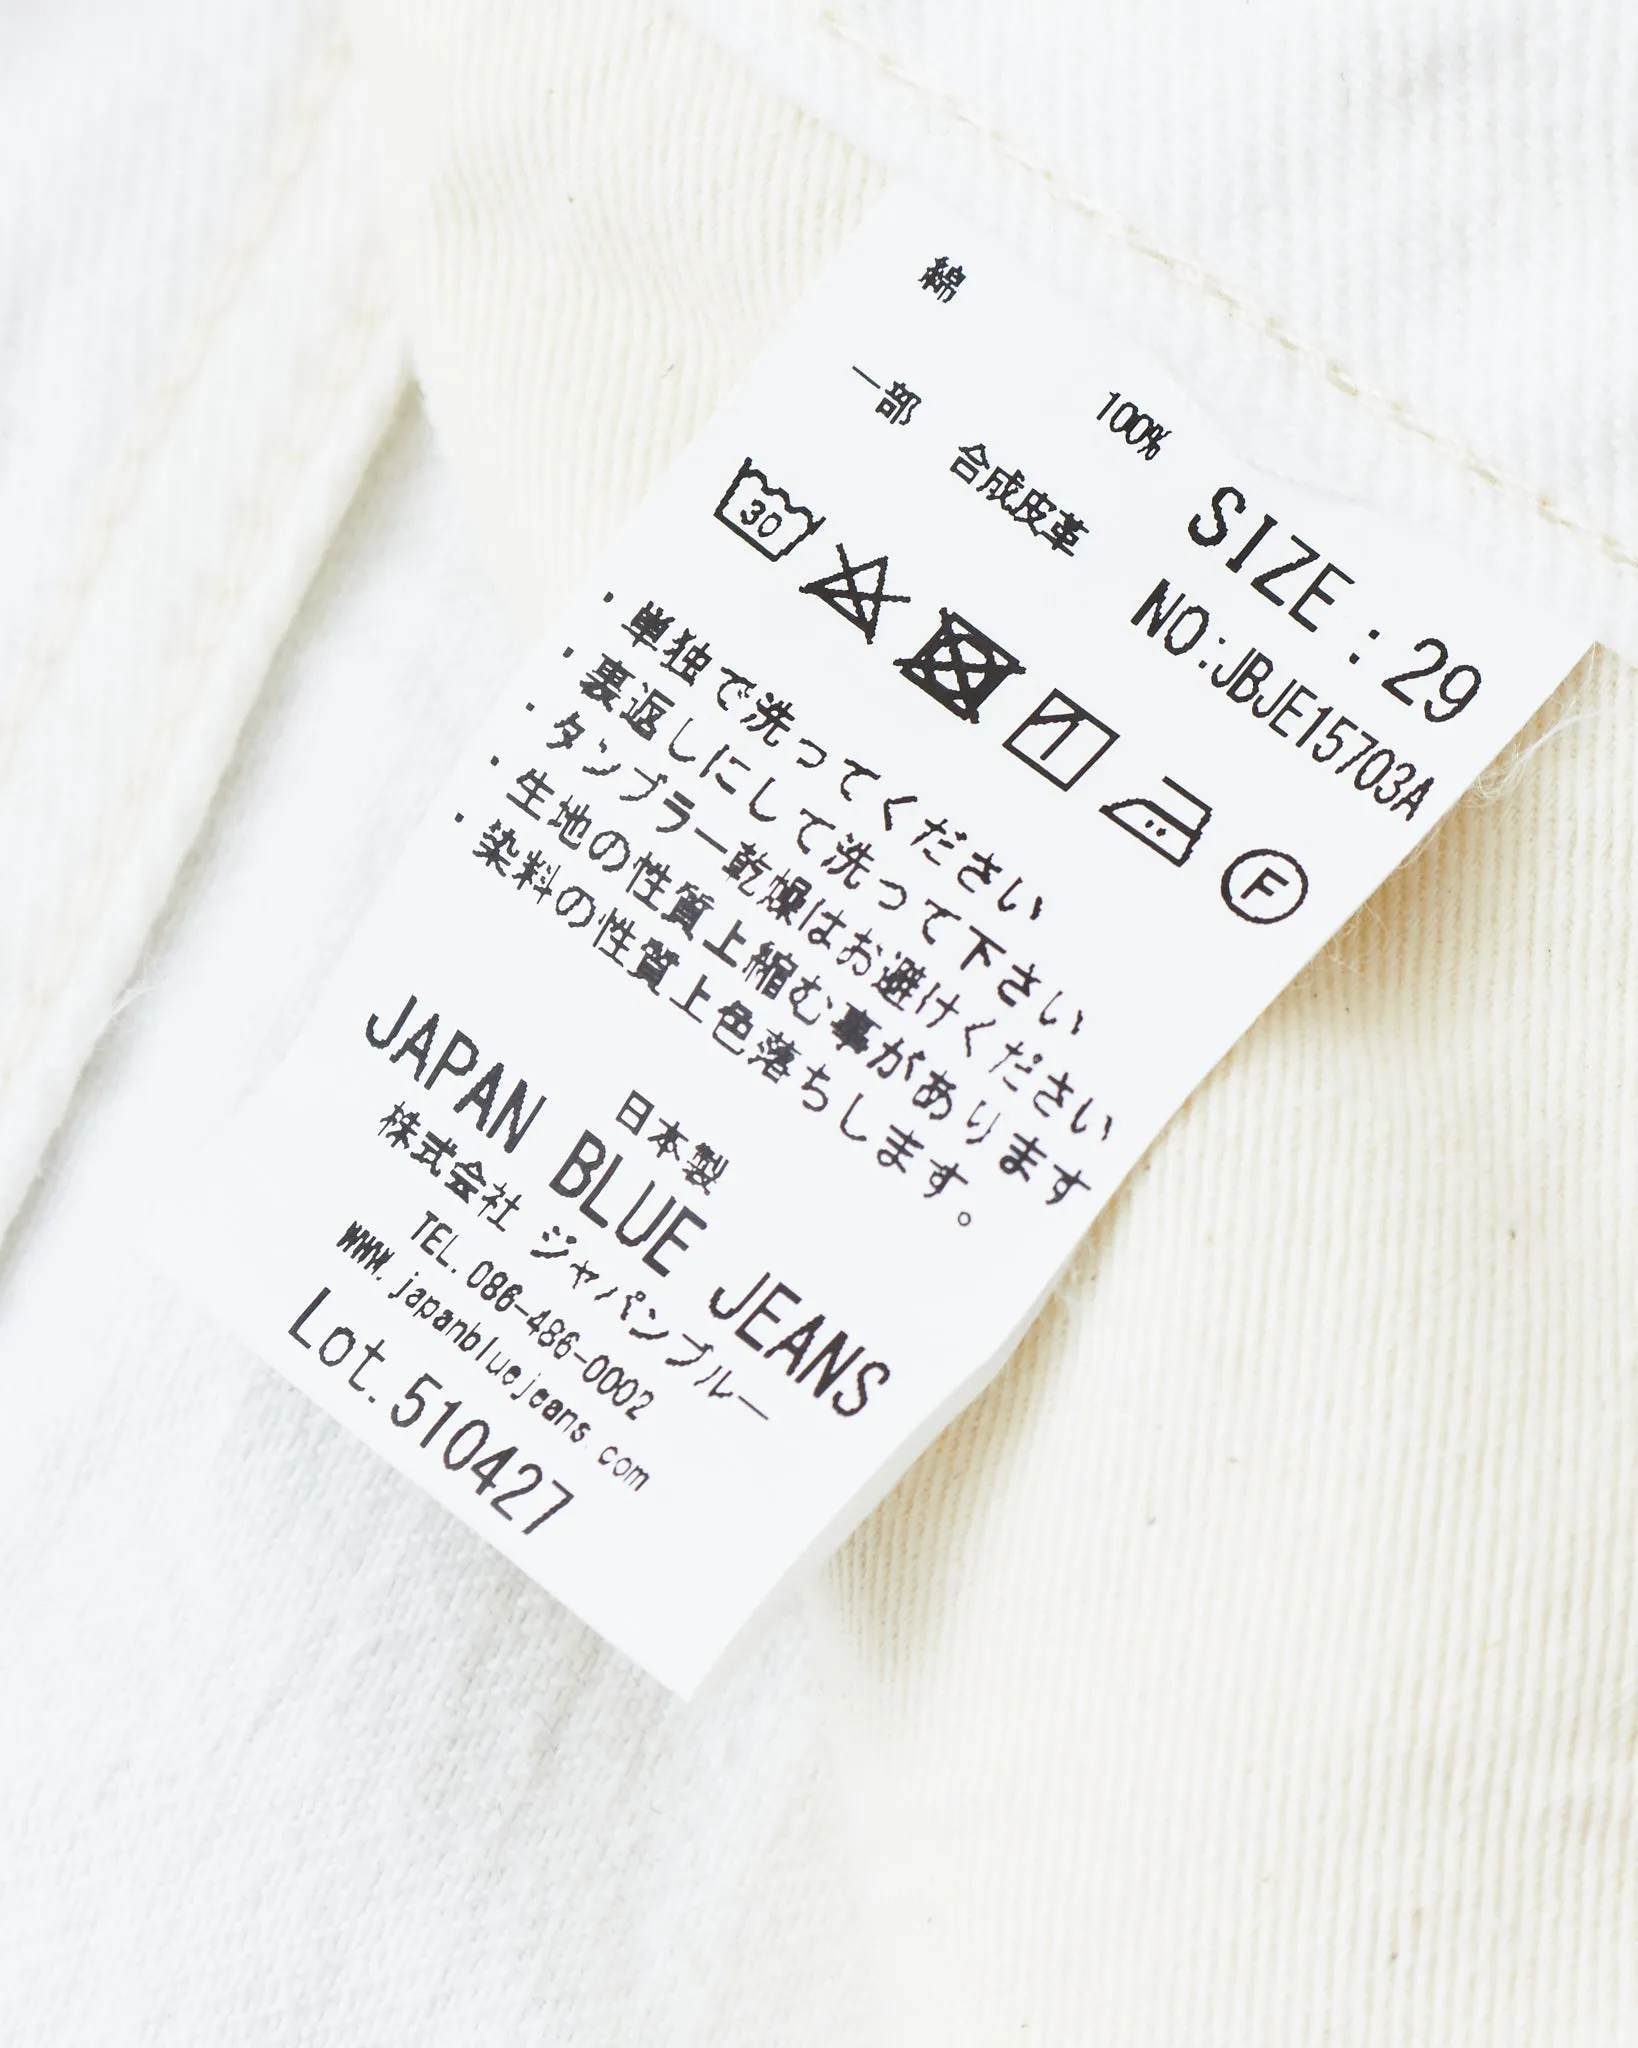 綿 100%
一部 合成皮革
SIZE : 29
NO:JBJE15703A
30
F
・単独で洗ってください
・裏返しにして洗って下さい
・タンブラー乾燥はお避けください
・生地の性質上縮む事があります
・染料の性質上色落ちします。
日本製
JAPAN BLUE JEANS
株式会社 ジャパンブルー
TEL. 086-486-0002
WWW.japanbluejeans.com
Lot. 510427